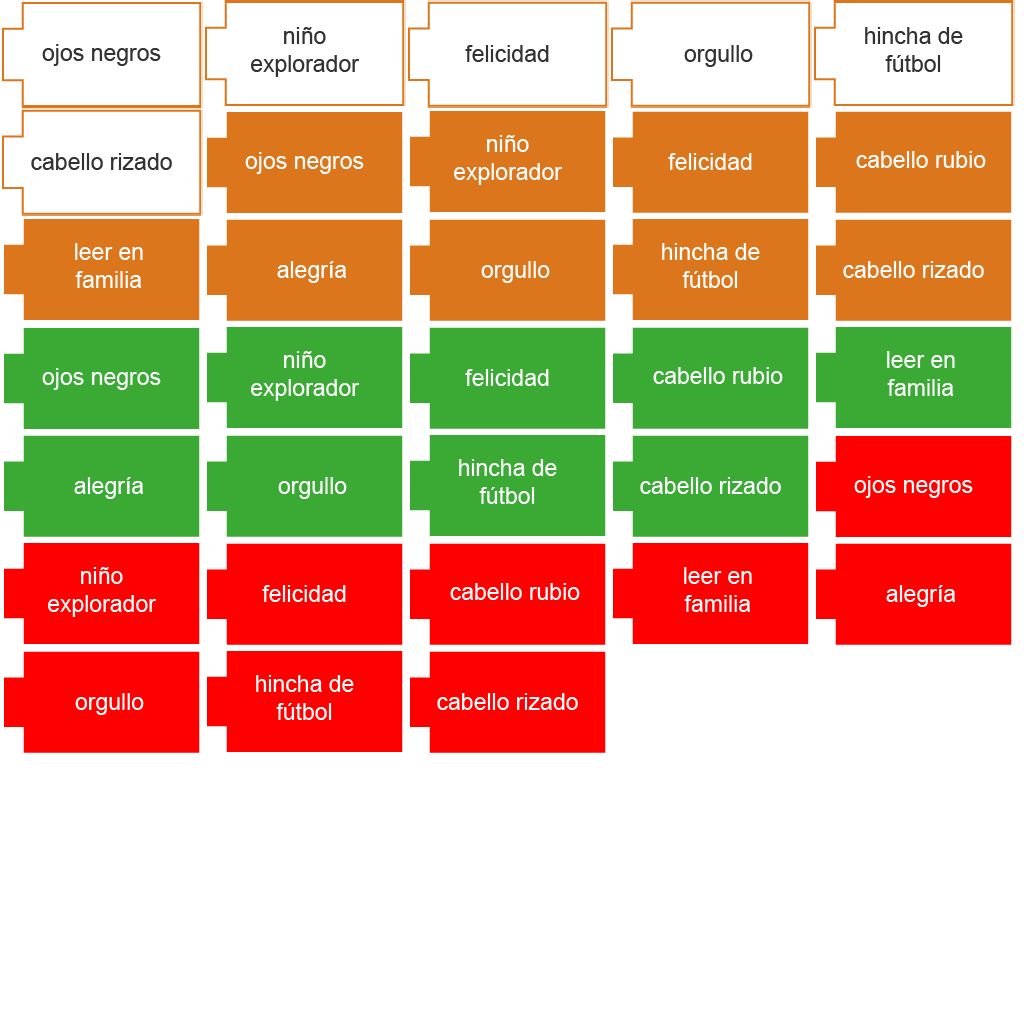 ojos negros
niño
explorador
felicidad
orgullo
hincha de
fútbol
cabello rizado
ojos negros
niño
explorador
felicidad
cabello rubio
leer en
familia
alegría
orgullo
hincha de
fútbol
cabello rizado
ojos negros
niño
explorador
felicidad
cabello rubio
leer en
familia
alegría
orgullo
hincha de
fútbol
cabello rizado
ojos negros
niño
explorador
felicidad
cabello rubio
leer en
familia
alegría
orgullo
hincha de
fútbol
cabello rizado